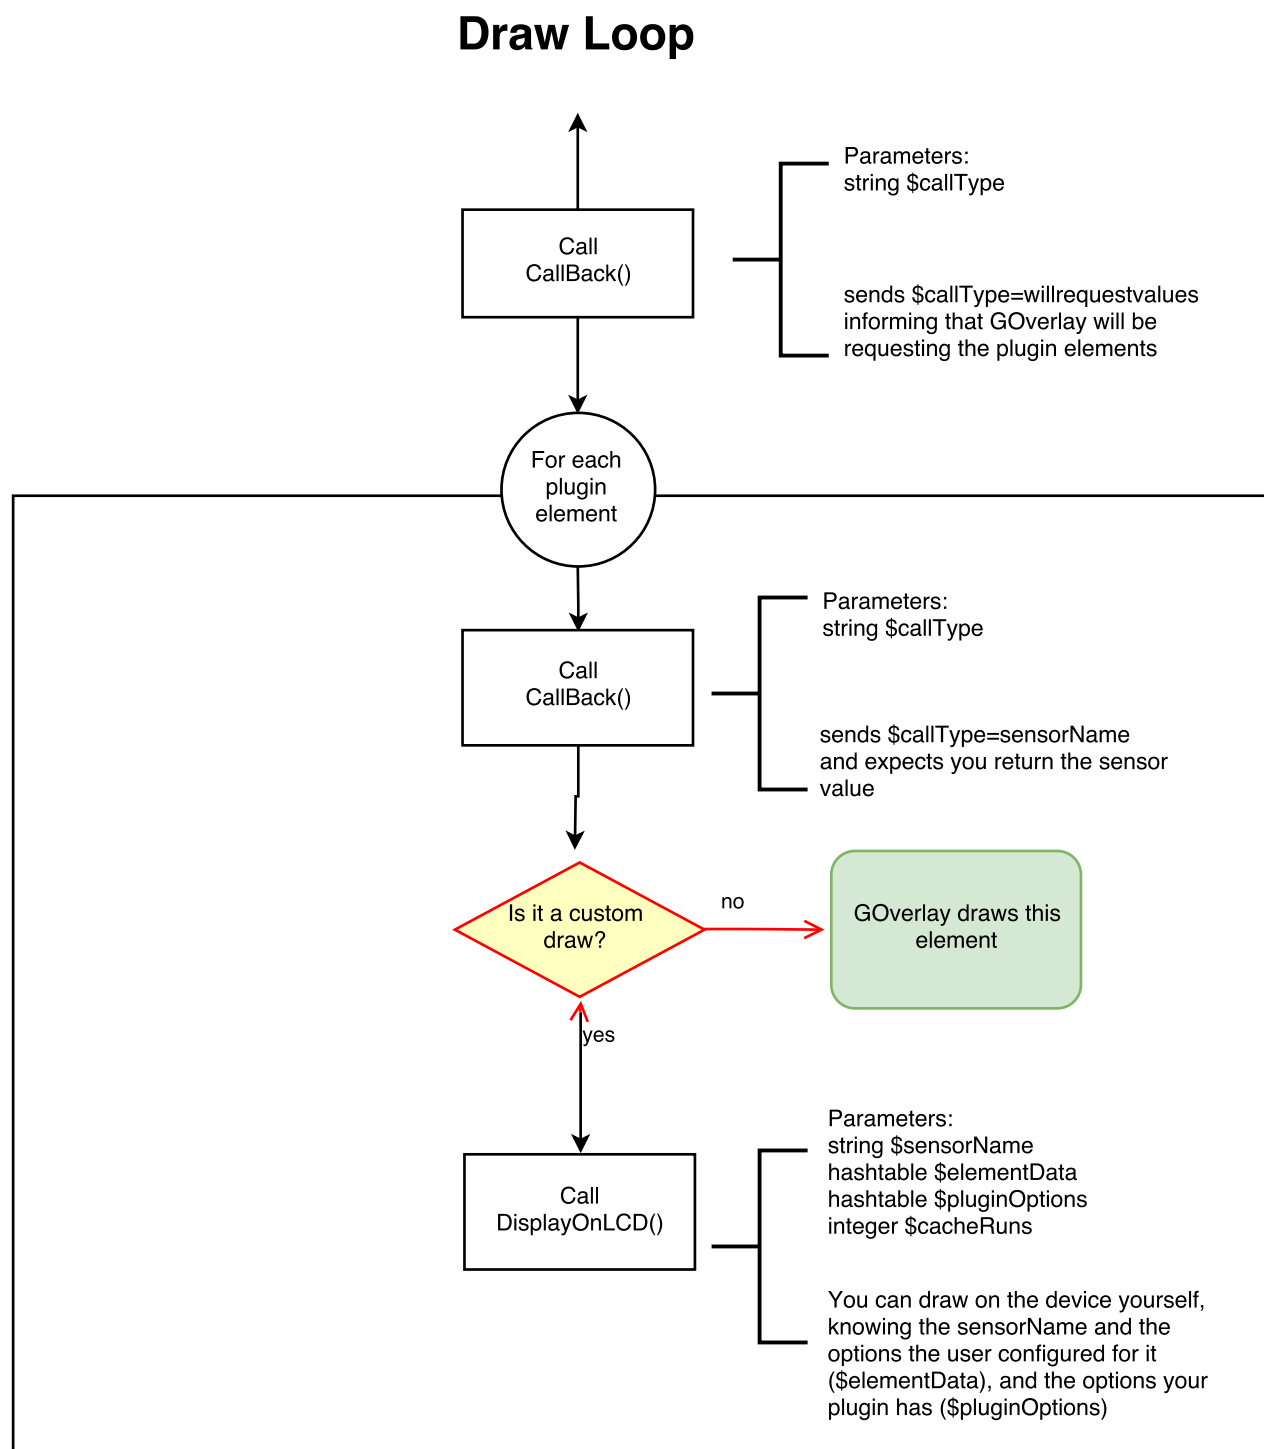 Draw Loop
Call
CallBack()
Parameters:
string $callType
sends $callType=willrequestvalues
informing that GOverlay will be
requesting the plugin elements
For each
plugin
element
Call
CallBack()
Parameters:
string $callType
sends $callType=sensorName
and expects you return the sensor
value
Is it a custom
draw?
no
GOverlay draws this
element
yes
Call
DisplayOnLCD()
Parameters:
string $sensorName
hashtable $elementData
hashtable $pluginOptions
integer $cacheRuns
You can draw on the device yourself,
knowing the sensorName and the
options the user configured for it
($elementData), and the options your
plugin has ($pluginOptions)